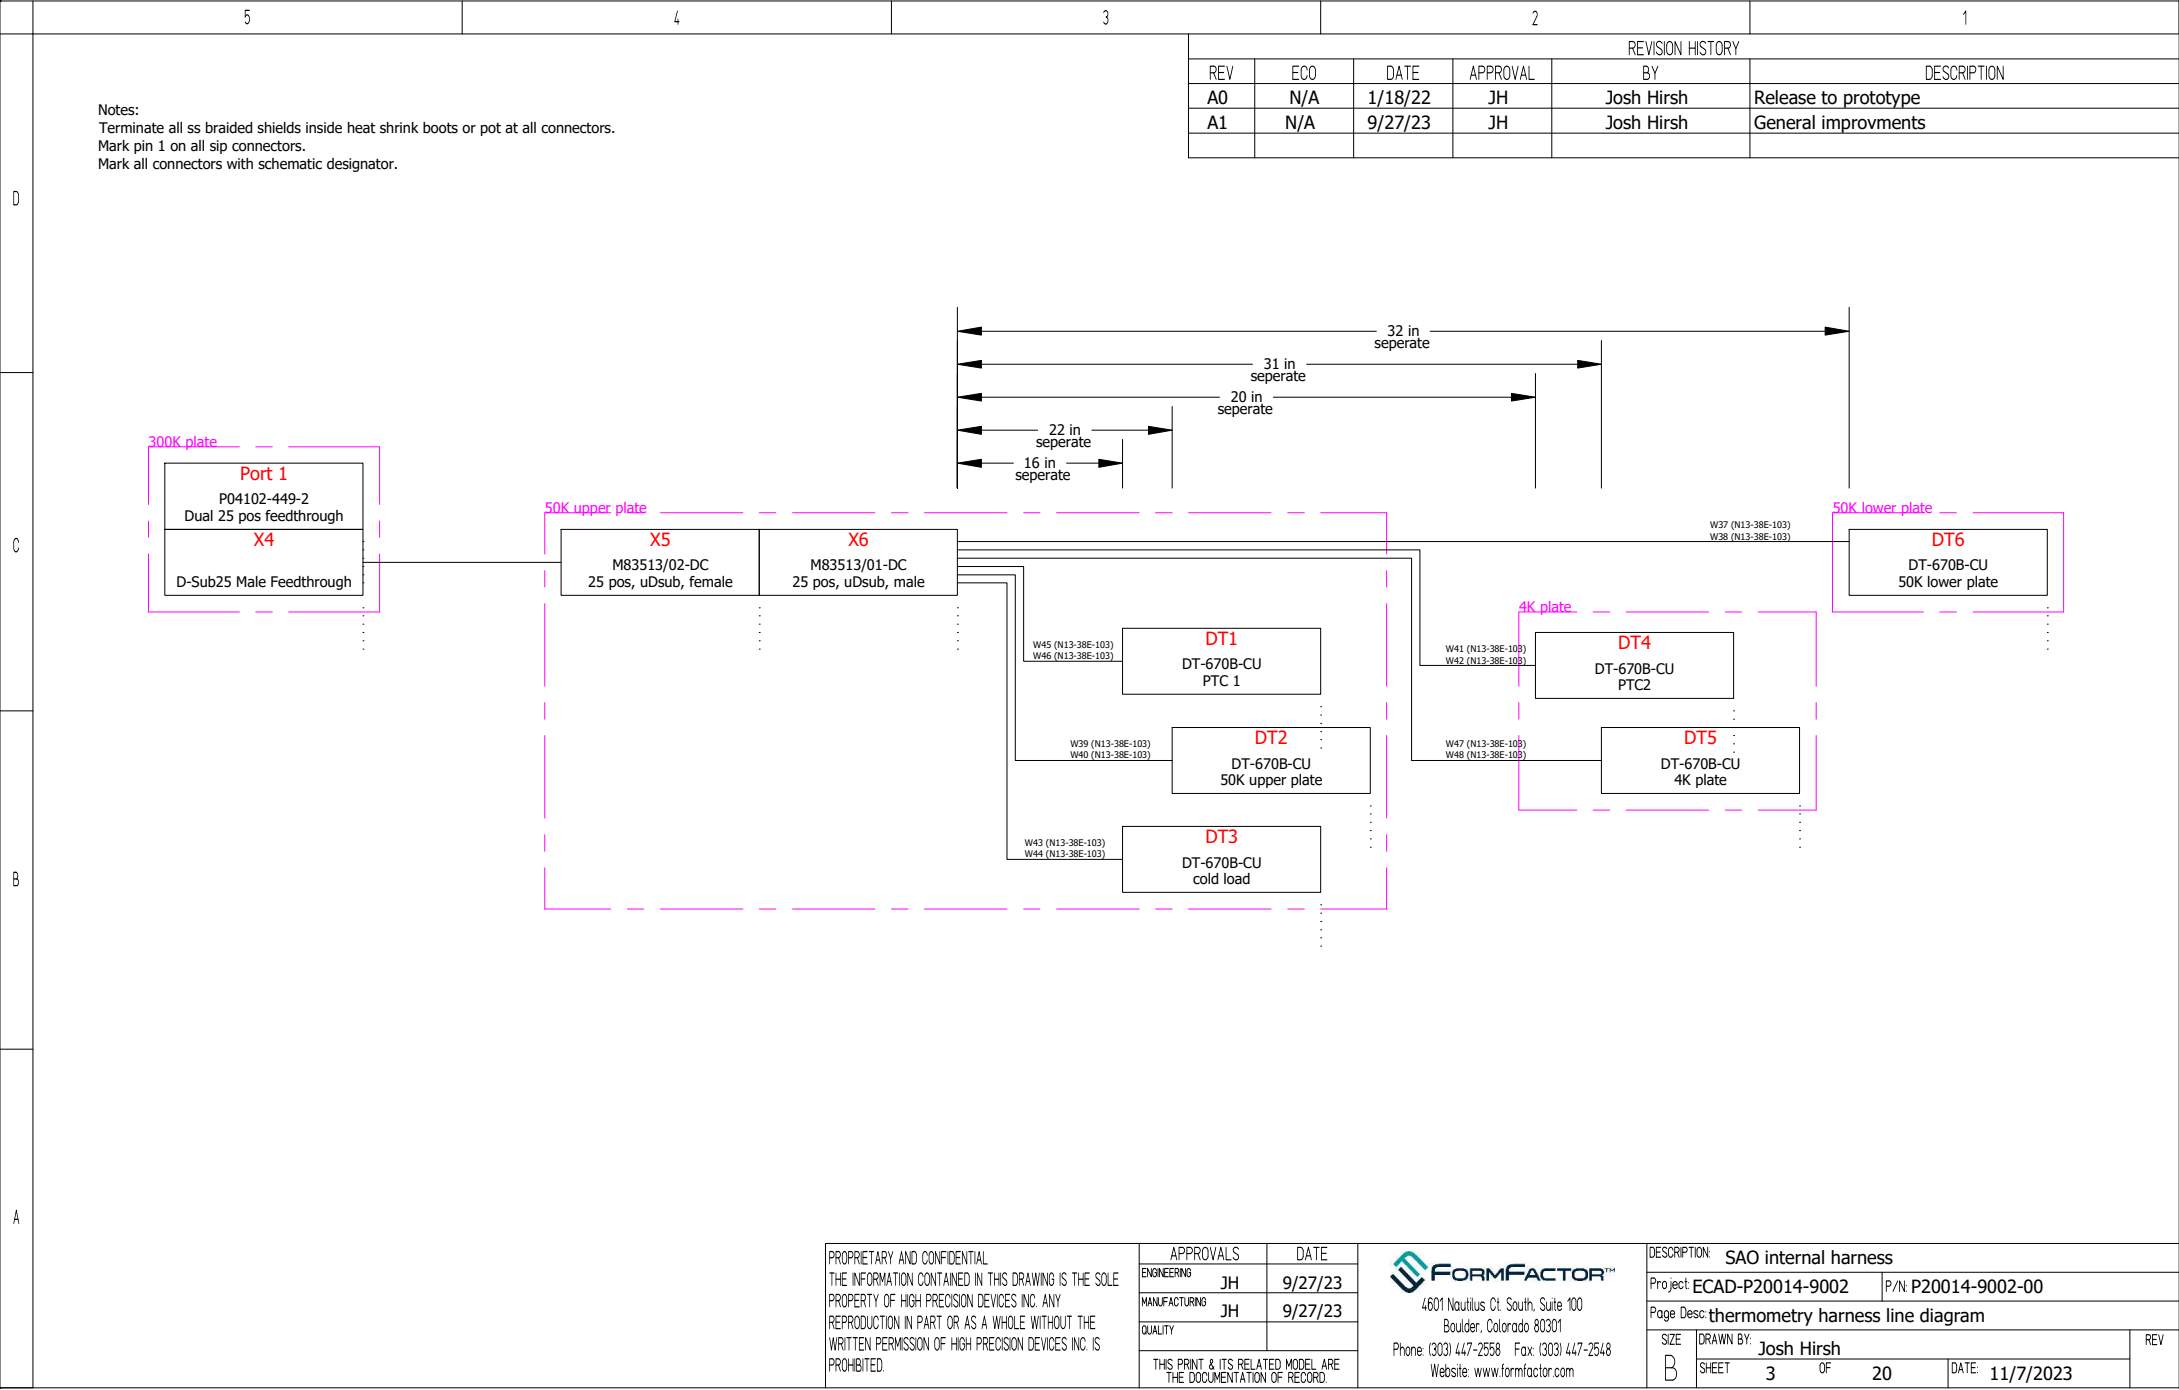 5 4 3 2 1
REVISION HISTORY
REV ECO DATE APPROVAL BY DESCRIPTION
A0 N/A 1/18/22 JH Josh Hirsh Release to prototype
A1 N/A 9/27/23 JH Josh Hirsh General improvments
Notes:
Terminate all ss braided shields inside heat shrink boots or pot at all connectors.
Mark pin 1 on all sip connectors.
Mark all connectors with schematic designator.
D
C
B
A
32 in
seperate
31 in
seperate
20 in
seperate
22 in
seperate
16 in
seperate
300K plate
Port 1
P04102-449-2
Dual 25 pos feedthrough
X4
D-Sub25 Male Feedthrough
50K upper plate
X5
M83513/02-DC
25 pos, uDsub, female
X6
M83513/01-DC
25 pos, uDsub, male
W37 (N13-38E-103)
W38 (N13-38E-103)
50K lower plate
DT6
DT-670B-CU
50K lower plate
W45 (N13-38E-103)
W46 (N13-38E-103)
DT1
DT-670B-CU
PTC 1
4K plate
W41 (N13-38E-103)
W42 (N13-38E-103)
DT4
DT-670B-CU
PTC2
W39 (N13-38E-103)
W40 (N13-38E-103)
DT2
DT-670B-CU
50K upper plate
W47 (N13-38E-103)
W48 (N13-38E-103)
DT5
DT-670B-CU
4K plate
W43 (N13-38E-103)
W44 (N13-38E-103)
DT3
DT-670B-CU
cold load
PROPRIETARY AND CONFIDENTIAL
THE INFORMATION CONTAINED IN THIS DRAWING IS THE SOLE
PROPERTY OF HIGH PRECISION DEVICES INC. ANY
REPRODUCTION IN PART OR AS A WHOLE WITHOUT THE
WRITTEN PERMISSION OF HIGH PRECISION DEVICES INC. IS
PROHIBITED.
APPROVALS DATE
ENGINEERING JH 9/27/23
MANUFACTURING JH 9/27/23
QUALITY
THIS PRINT & ITS RELATED MODEL ARE
THE DOCUMENTATION OF RECORD.
FORMFACTOR™
4601 Nautilus Ct. South, Suite 100
Boulder, Colorado 80301
Phone: (303) 447-2558 Fax: (303) 447-2548
Website: www.formfactor.com
DESCRIPTION: SAO internal harness
Project: ECAD-P20014-9002 P/N: P20014-9002-00
Page Desc: thermometry harness line diagram
SIZE B
DRAWN BY: Josh Hirsh
REV
SHEET 3 OF 20 DATE: 11/7/2023